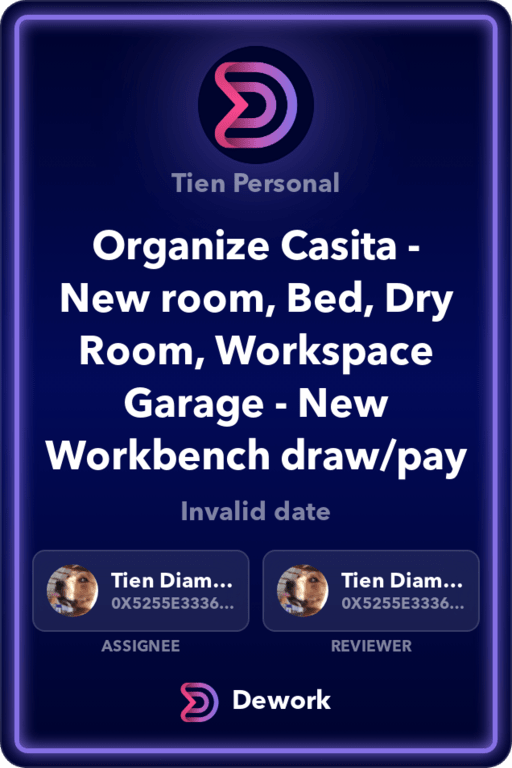 Tien Personal
Organize Casita -
New room, Bed, Dry
Room, Workspace
Garage - New
Workbench draw/pay
Invalid date
Tien Diam...
0X5255E3336...
ASSIGNEE
Tien Diam...
0X5255E3336...
REVIEWER
Dework